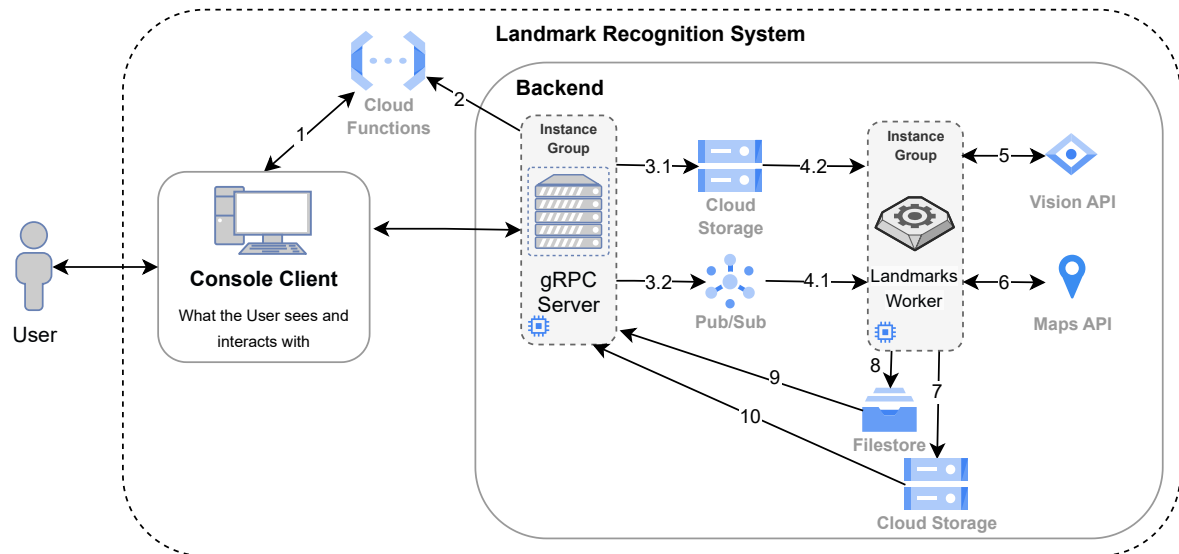 Landmark Recognition System
Cloud
Functions
1
2
Backend
Instance
Group
gRPC
Server
3.1
Cloud
Storage
4.2
Instance
Group
Landmarks
Worker
5
Vision API
3.2
Pub/Sub
4.1
6
Maps API
User
Console Client
What the User sees and
interacts with
9
8
7
10
Filestore
Cloud Storage